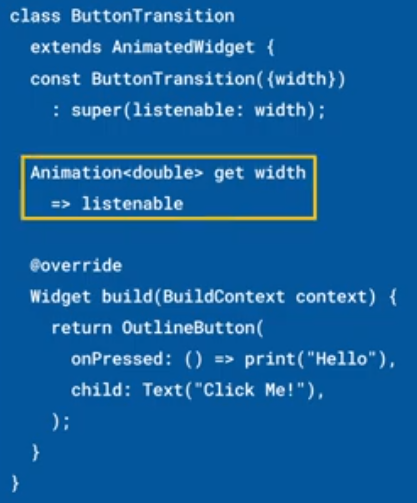 class ButtonTransition
extends AnimatedWidget {
const ButtonTransition({width})
: super(listenable: width);
Animation<double> get width
=> listenable
@override
Widget build(BuildContext context) {
return OutlineButton(
onPressed: () => print("Hello"),
child: Text("Click Me!"),
);
}
}